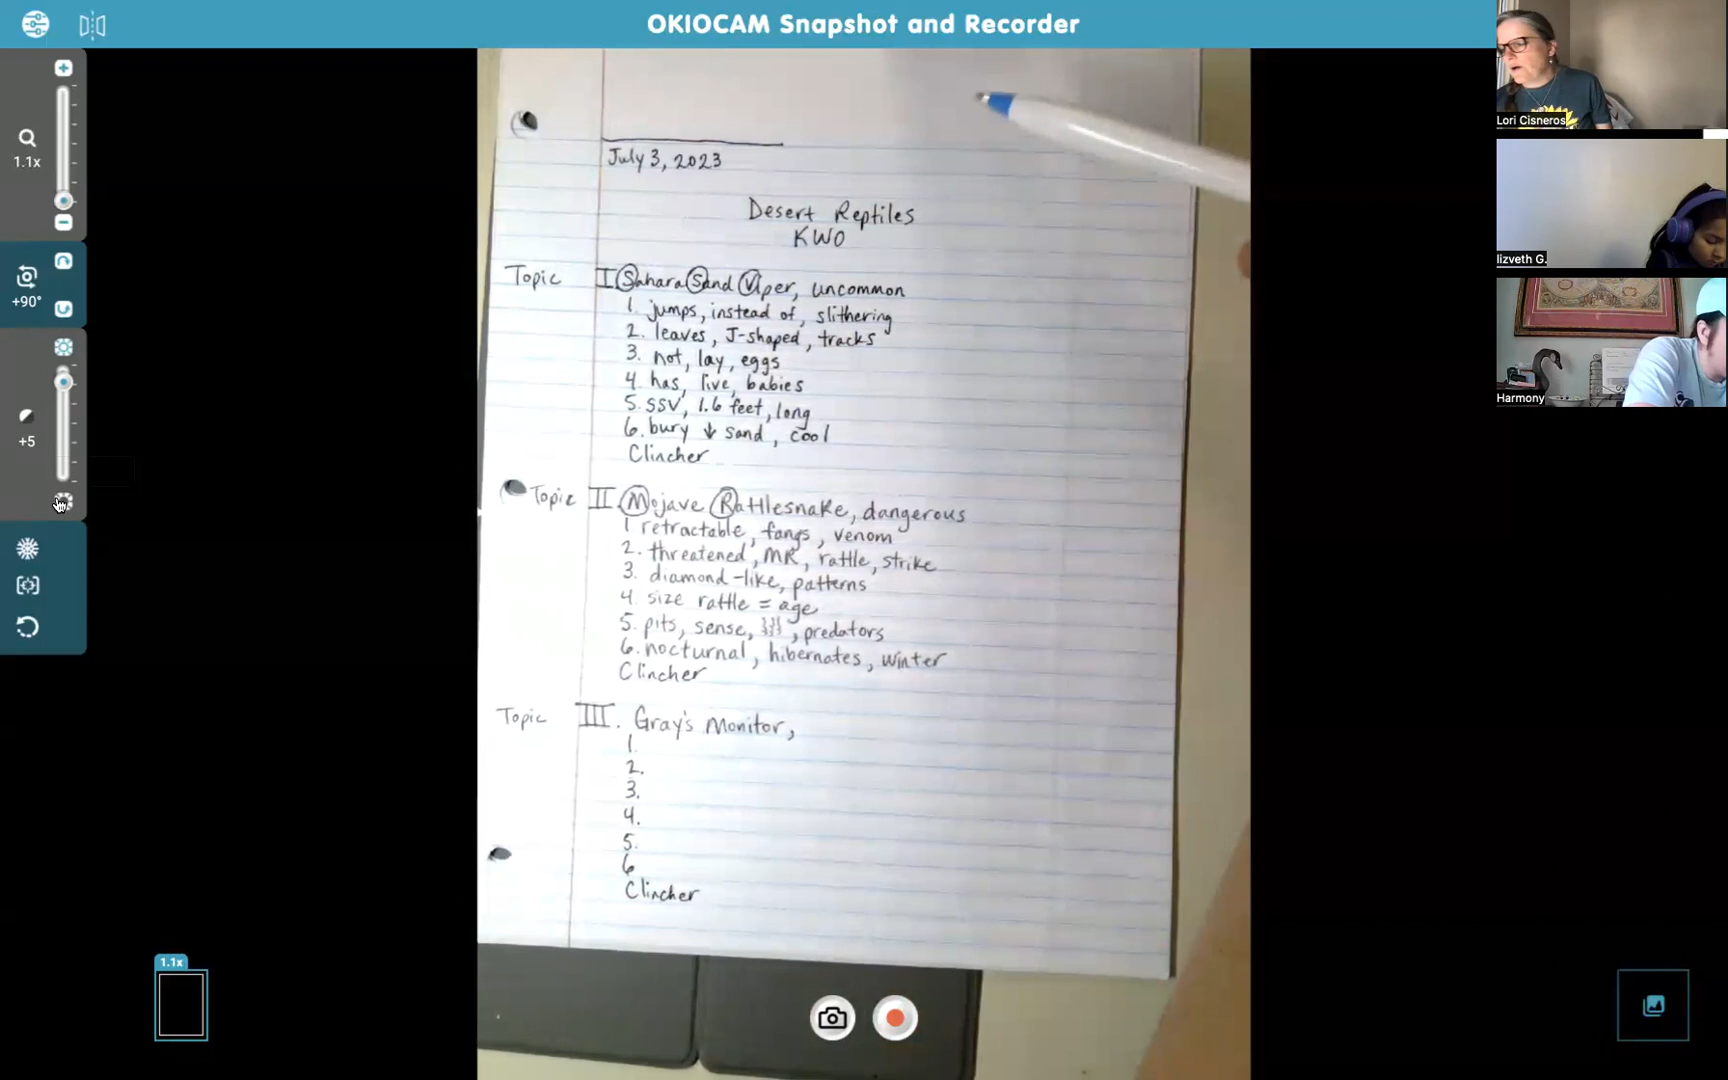 OKIOCAM Snapshot and Recorder
1.1x
+90°
+5
July 3, 2023
Desert Reptiles
KWO
Topic I Sahara Sand Viper, uncommon
1. jumps, instead of, slithering
2. leaves, J-shaped, tracks
3. not, lay, eggs
4. has, live, babies
5. SSV, 1.6 feet, long
6. bury ↓ sand, cool
Clincher
Topic II. Mojave Rattlesnake, dangerous
1 retractable, fangs, venom
2. threatened, MR, rattle, strike
3. diamond-like, patterns
4. size rattle = age
5. pits, sense, }}}, predators
6. nocturnal, hibernates, winter
Clincher
Topic III. Gray's Monitor,
1.
2.
3.
4.
5.
6
Clincher
1.1x
Lori Cisneros
lizveth G.
Harmony